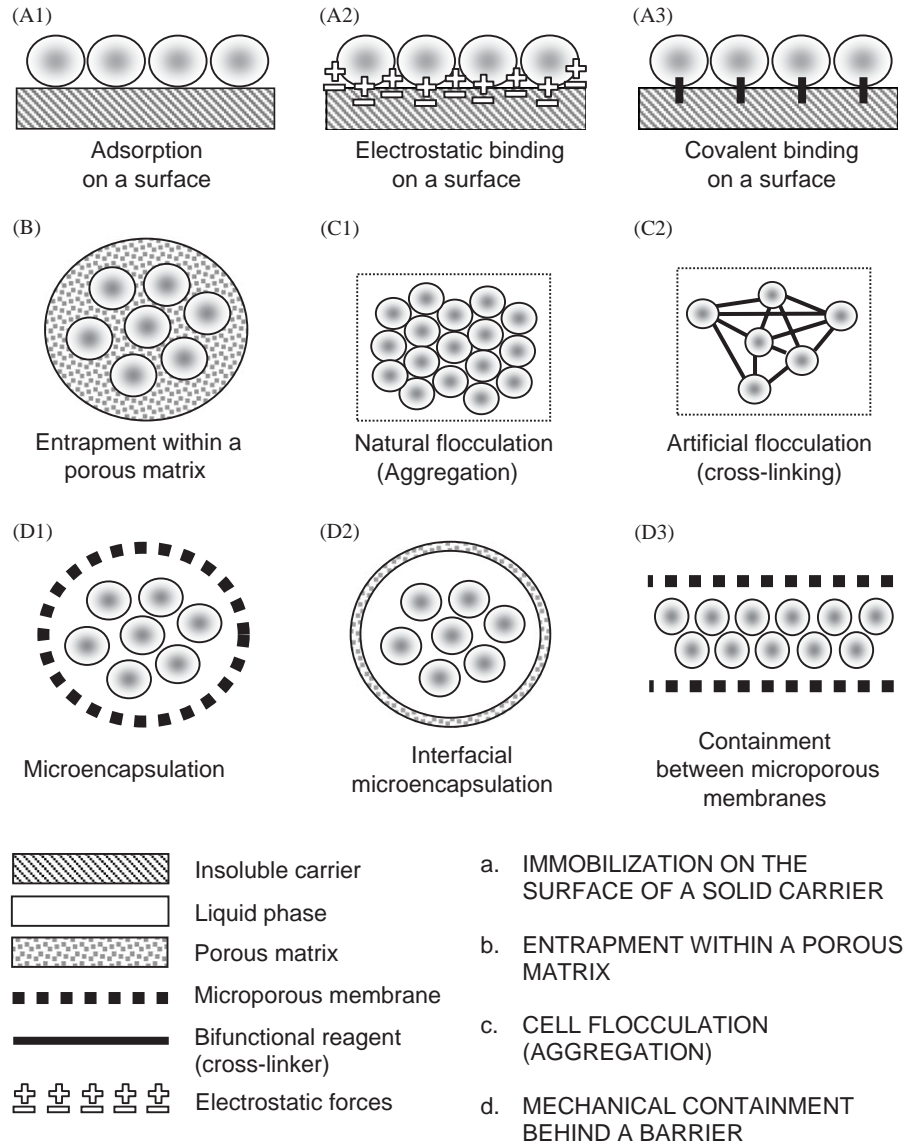 (A1)
(A2)
(A3)
Adsorption
on a surface
Electrostatic binding
on a surface
Covalent binding
on a surface
(B)
(C1)
(C2)
Entrapment within a
porous matrix
Natural flocculation
(Aggregation)
Artificial flocculation
(cross-linking)
(D1)
(D2)
(D3)
Microencapsulation
Interfacial
microencapsulation
Containment
between microporous
membranes
Insoluble carrier
Liquid phase
Porous matrix
Microporous membrane
Bifunctional reagent
(cross-linker)
Electrostatic forces
a. IMMOBILIZATION ON THE
SURFACE OF A SOLID CARRIER
b. ENTRAPMENT WITHIN A POROUS
MATRIX
c. CELL FLOCCULATION
(AGGREGATION)
d. MECHANICAL CONTAINMENT
BEHIND A BARRIER